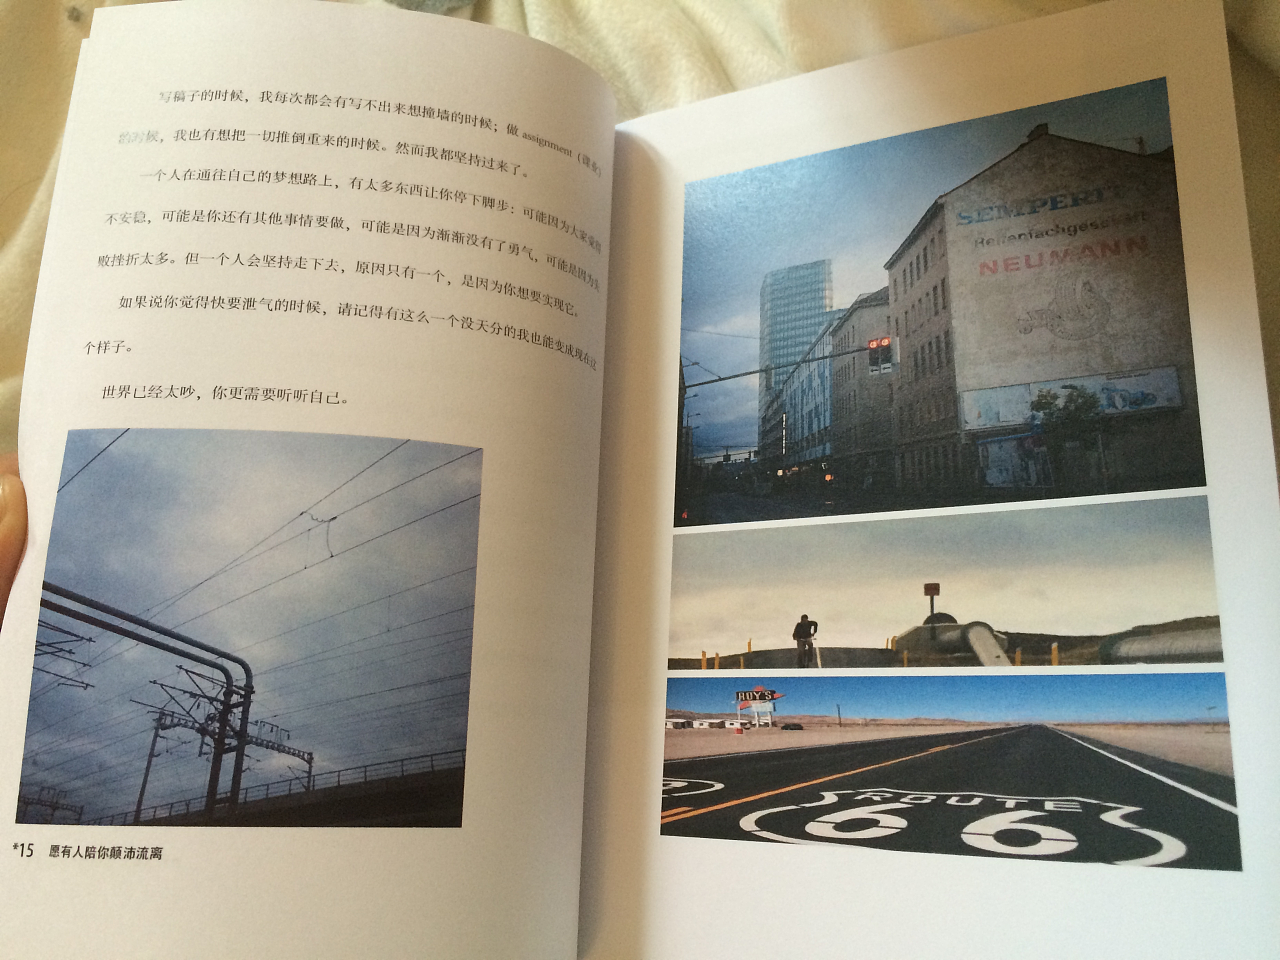 写稿子的时候，我每次都会有写不出来想撞墙的时候；做 assignment（课业）
的时候，我也有想把一切推倒重来的时候。然而我都坚持过来了。
一个人在通往自己的梦想路上，有太多东西让你停下脚步：可能因为大家觉得
不安稳，可能是你还有其他事情要做，可能是因为渐渐没有了勇气，可能是因为失
败挫折太多。但一个人会坚持走下去，原因只有一个，是因为你想要实现它。
如果说你觉得快要泄气的时候，请记得有这么一个没天分的我也能变成现在这
个样子。
世界已经太吵，你更需要听听自己。
*15 愿有人陪你颠沛流离
NEUMANN
ROY'S
ROUTE
66